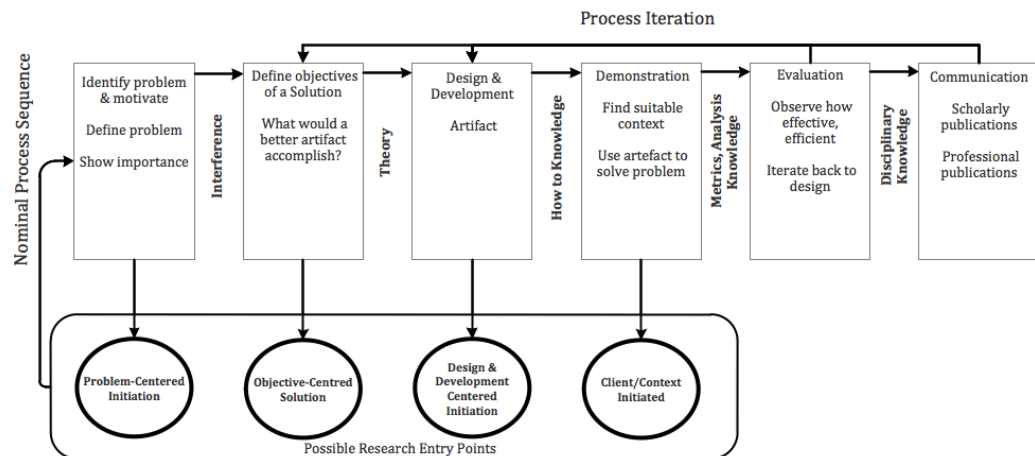 Process Iteration
Nominal Process Sequence
Identify problem
& motivate
Define problem
Show importance
Interference
Define objectives
of a Solution
What would a
better artifact
accomplish?
Theory
Design &
Development
Artifact
How to Knowledge
Demonstration
Find suitable
context
Use artefact to
solve problem
Metrics, Analysis
Knowledge
Evaluation
Observe how
effective,
efficient
Iterate back to
design
Disciplinary
Knowledge
Communication
Scholarly
publications
Professional
publications
Problem-Centered
Initiation
Objective-Centred
Solution
Design &
Development
Centered
Initiation
Client/Context
Initiated
Possible Research Entry Points